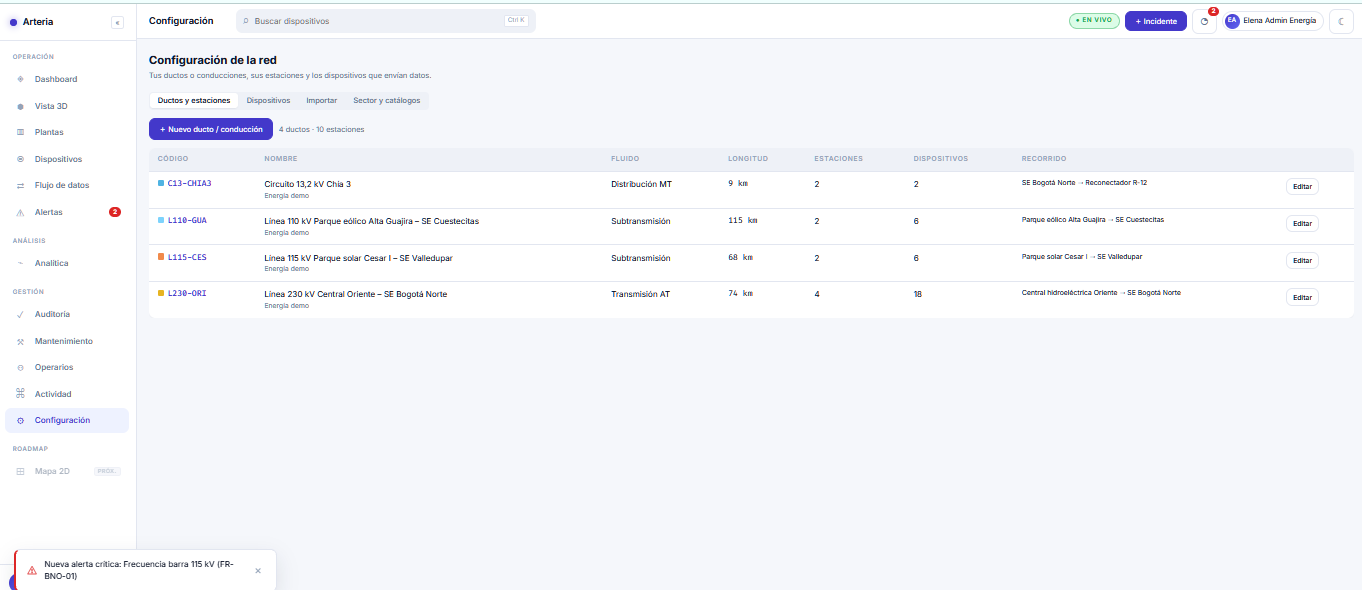 Arteria
«
Configuración
Buscar dispositivos
Ctrl K
• EN VIVO
+ Incidente
2
EA
Elena Admin Energía
OPERACIÓN
Dashboard
Vista 3D
Plantas
Dispositivos
Flujo de datos
Alertas
2
ANÁLISIS
Analítica
GESTIÓN
Auditoría
Mantenimiento
Operarios
Actividad
Configuración
ROADMAP
Mapa 2D
PRÓX.
Configuración de la red
Tus ductos o conducciones, sus estaciones y los dispositivos que envían datos.
Ductos y estaciones
Dispositivos
Importar
Sector y catálogos
+ Nuevo ducto / conducción
4 ductos · 10 estaciones
CÓDIGO NOMBRE FLUIDO LONGITUD ESTACIONES DISPOSITIVOS RECORRIDO
C13-CHIA3 Circuito 13,2 kV Chía 3 Distribución MT 9 km 2 2 SE Bogotá Norte → Reconectador R-12 Editar
Energía demo
L110-GUA Línea 110 kV Parque eólico Alta Guajira – SE Cuestecitas Subtransmisión 115 km 2 6 Parque eólico Alta Guajira → SE Cuestecitas Editar
Energía demo
L115-CES Línea 115 kV Parque solar Cesar I – SE Valledupar Subtransmisión 68 km 2 6 Parque solar Cesar I → SE Valledupar Editar
Energía demo
L230-ORI Línea 230 kV Central Oriente – SE Bogotá Norte Transmisión AT 74 km 4 18 Central hidroeléctrica Oriente → SE Bogotá Norte Editar
Energía demo
Nueva alerta crítica: Frecuencia barra 115 kV (FR-
BNO-01)
×